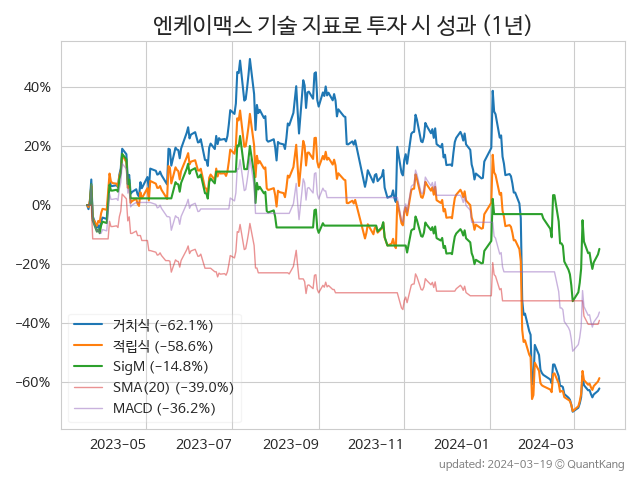 엔케이맥스 기술 지표로 투자 시 성과 (1년)
40%
20%
0%
−20%
−40%
−60%
거치식 (−62.1%)
적립식 (−58.6%)
SigM (−14.8%)
SMA(20) (−39.0%)
MACD (−36.2%)
2023−05 2023−07 2023−09 2023−11 2024−01 2024−03
updated: 2024−03−19 © QuantKang